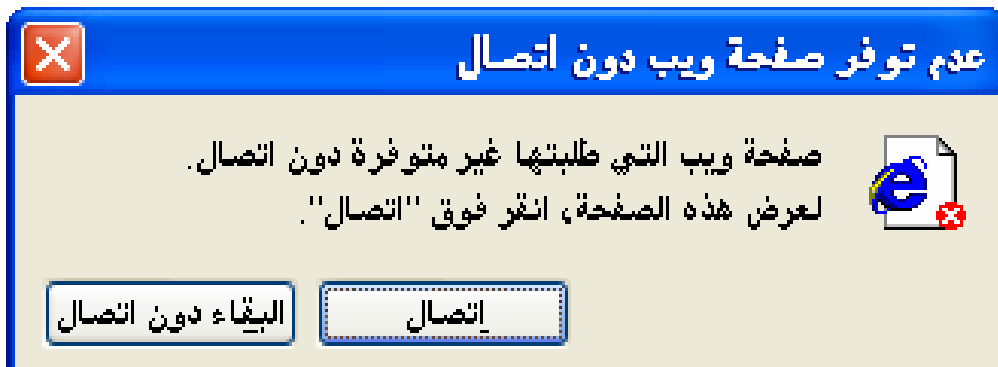 عدم توفر صفحة ويب دون اتصال
صفحة ويب التي طلبتها غير متوفرة دون اتصال.
لعرض هذه الصفحة، انقر فوق "اتصال".
إتصال
البقاء دون اتصال